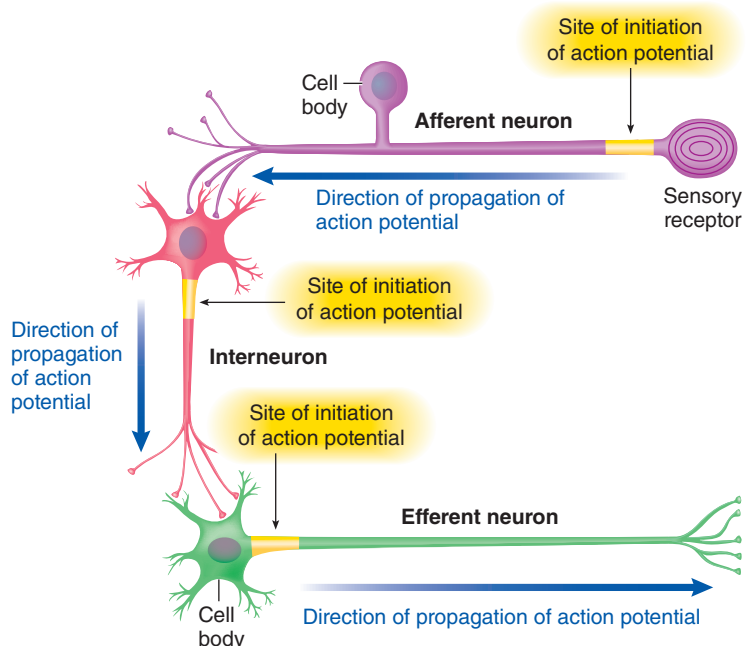 Site of initiation
of action potential
Cell
body
Afferent neuron
Direction of propagation of
action potential
Sensory
receptor
Site of initiation
of action potential
Direction of
propagation
of action
potential
Interneuron
Site of initiation
of action potential
Efferent neuron
Cell
body
Direction of propagation of action potential